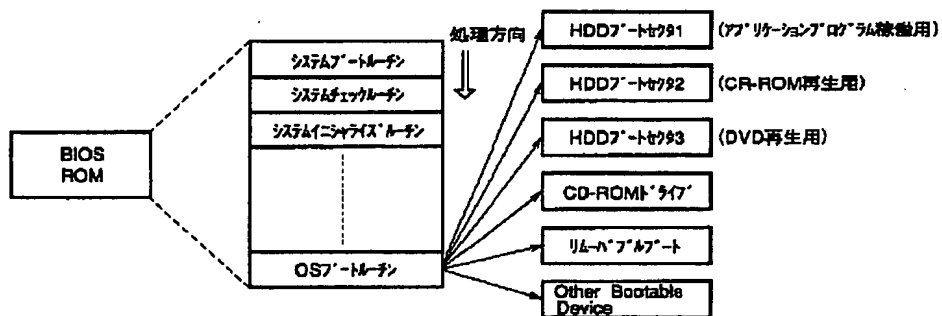 BIOS
ROM
システムブートルーチン
システムチェックルーチン
システムイニシャライズルーチン
OSブートルーチン
処理方向
HDDブートセクタ1 (アプリケーションプログラム稼働用)
HDDブートセクタ2 (CR-ROM再生用)
HDDブートセクタ3 (DVD再生用)
CD-ROMドライブ
リムーバブルブート
Other Bootable
Device